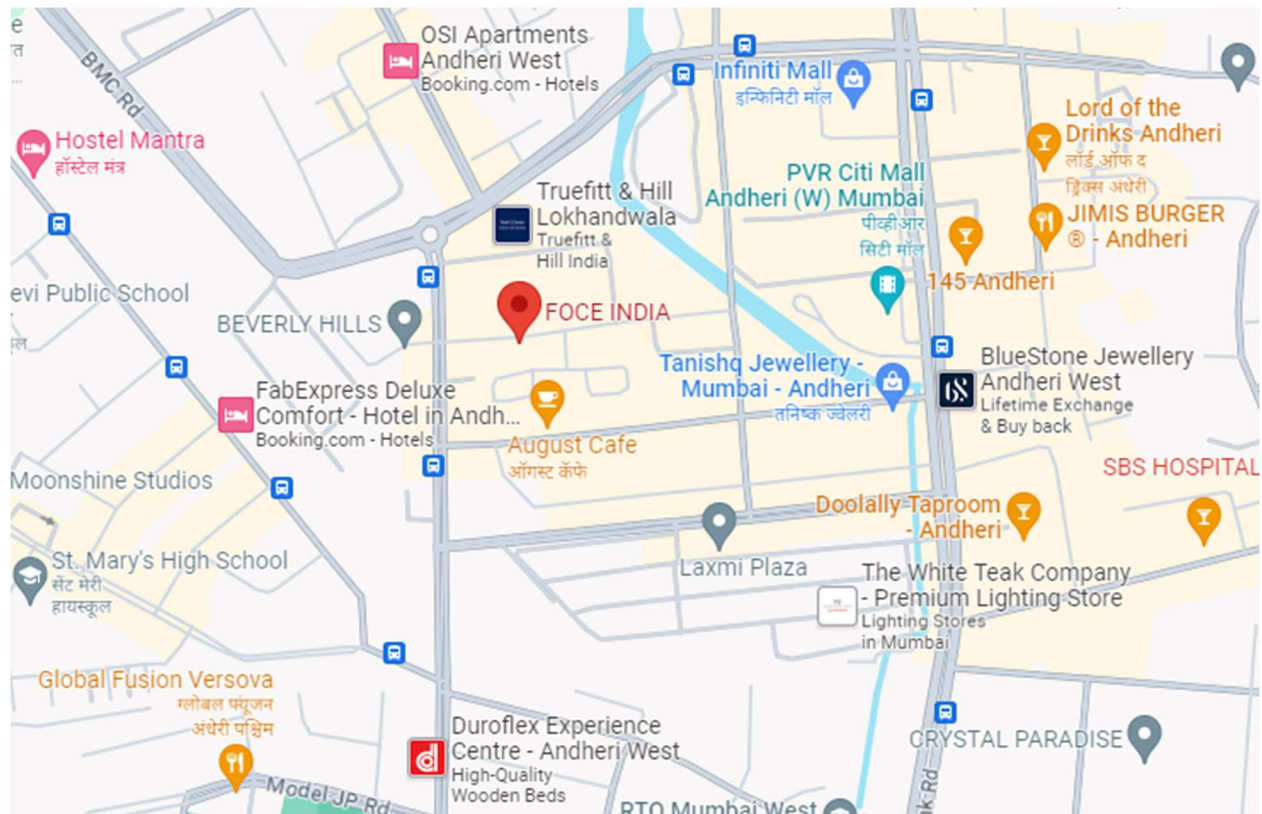 e
BMC Rd
OSI Apartments
Andheri West
Booking.com - Hotels
Infiniti Mall
इन्फिनिटी मॉल
Hostel Mantra
हॉस्टेल मंत्र
Lord of the
Drinks Andheri
लॉर्ड ऑफ द
ड्रिंक्स अंधेरी
Truefitt & Hill
Lokhandwala
Truefitt &
Hill India
PVR Citi Mall
Andheri (W) Mumbai
पीव्हीआर
सिटी मॉल
JIMIS BURGER
® - Andheri
145 Andheri
evi Public School
BEVERLY HILLS
FOCE INDIA
Tanishq Jewellery -
Mumbai - Andheri
तनिष्क ज्वेलरी
BlueStone Jewellery
Andheri West
Lifetime Exchange
& Buy back
FabExpress Deluxe
Comfort - Hotel in Andh...
Booking.com - Hotels
August Cafe
ऑगस्ट कॅफे
SBS HOSPITAL
Moonshine Studios
Doolally Taproom
- Andheri
St. Mary's High School
सेंट मेरी
हायस्कूल
Laxmi Plaza
The White Teak Company
- Premium Lighting Store
Lighting Stores
in Mumbai
Global Fusion Versova
ग्लोबल फ्यूजन
अंधेरी पश्चिम
Duroflex Experience
Centre - Andheri West
High-Quality
Wooden Beds
CRYSTAL PARADISE
Model JP Rd
RTO Mumbai West
nk Rd